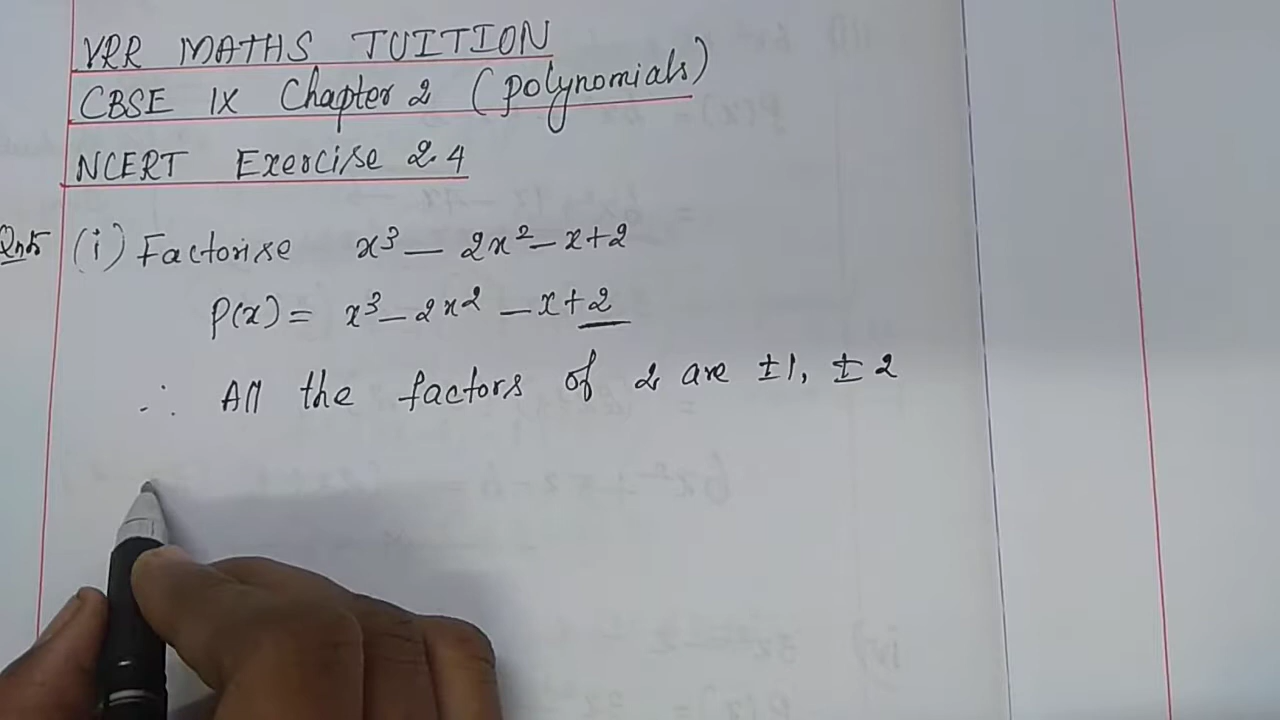 VRR MATHS TUITION
CBSE IX Chapter 2 (Polynomials)
NCERT Exercise 2.4
Qn5 (i) Factorise x³ - 2x² - x + 2
P(x) = x³ - 2x² - x + 2
∴ All the factors of 2 are ±1, ±2